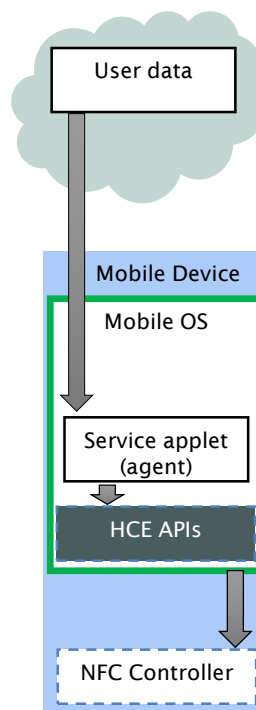 User data
Mobile Device
Mobile OS
Service applet
(agent)
HCE APIs
NFC Controller